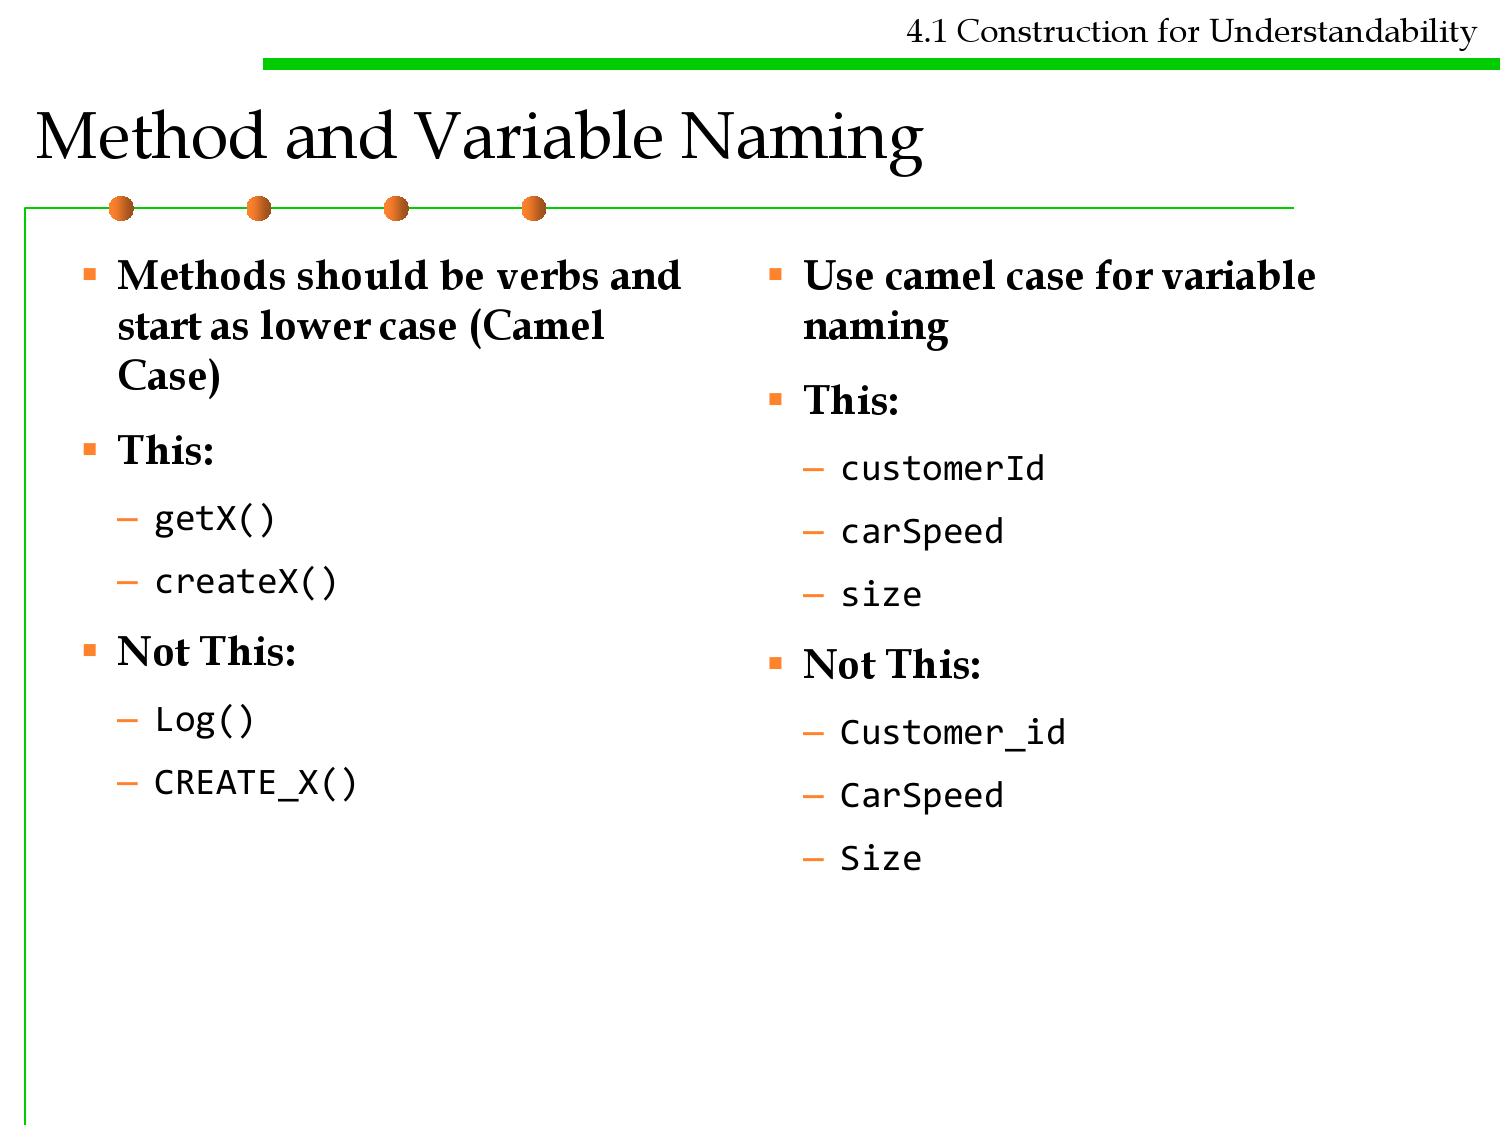 4.1 Construction for Understandability
Method and Variable Naming
▪ Methods should be verbs and
start as lower case (Camel
Case)
▪ This:
– getX()
– createX()
▪ Not This:
– Log()
– CREATE_X()
▪ Use camel case for variable
naming
▪ This:
– customerId
– carSpeed
– size
▪ Not This:
– Customer_id
– CarSpeed
– Size